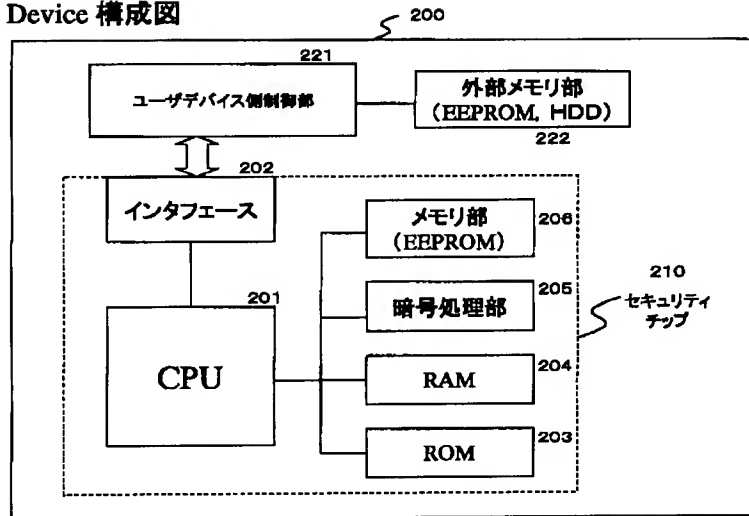 Device 構成図
200
221
ユーザデバイス側制御部
外部メモリ部
(EEPROM, HDD)
222
202
インタフェース
メモリ部
(EEPROM)
206
201
CPU
暗号処理部
205
210
セキュリティ
チップ
RAM
204
ROM
203